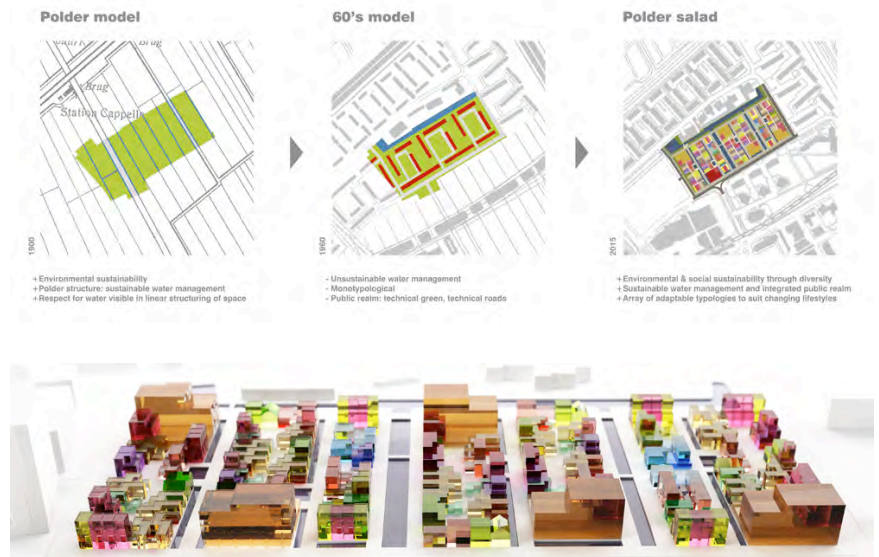 Polder model
60's model
Polder salad
Brug
Brug
Station Cappelle
1900
1960
2015
+Environmental sustainability
+Polder structure: sustainable water management
+Respect for water visible in linear structuring of space
- Unsustainable water management
- Monotypological
- Public realm: technical green, technical roads
+Environmental & social sustainability through diversity
+Sustainable water management and integrated public realm
+Array of adaptable typologies to suit changing lifestyles